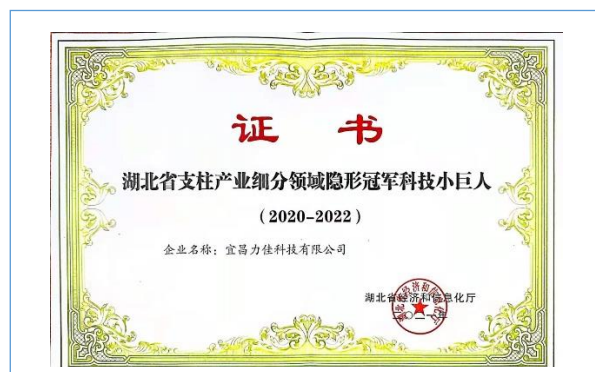 证 书
湖北省支柱产业细分领域隐形冠军科技小巨人
（2020-2022）
企业名称：宜昌力佳科技有限公司
湖北省经济和信息化厅